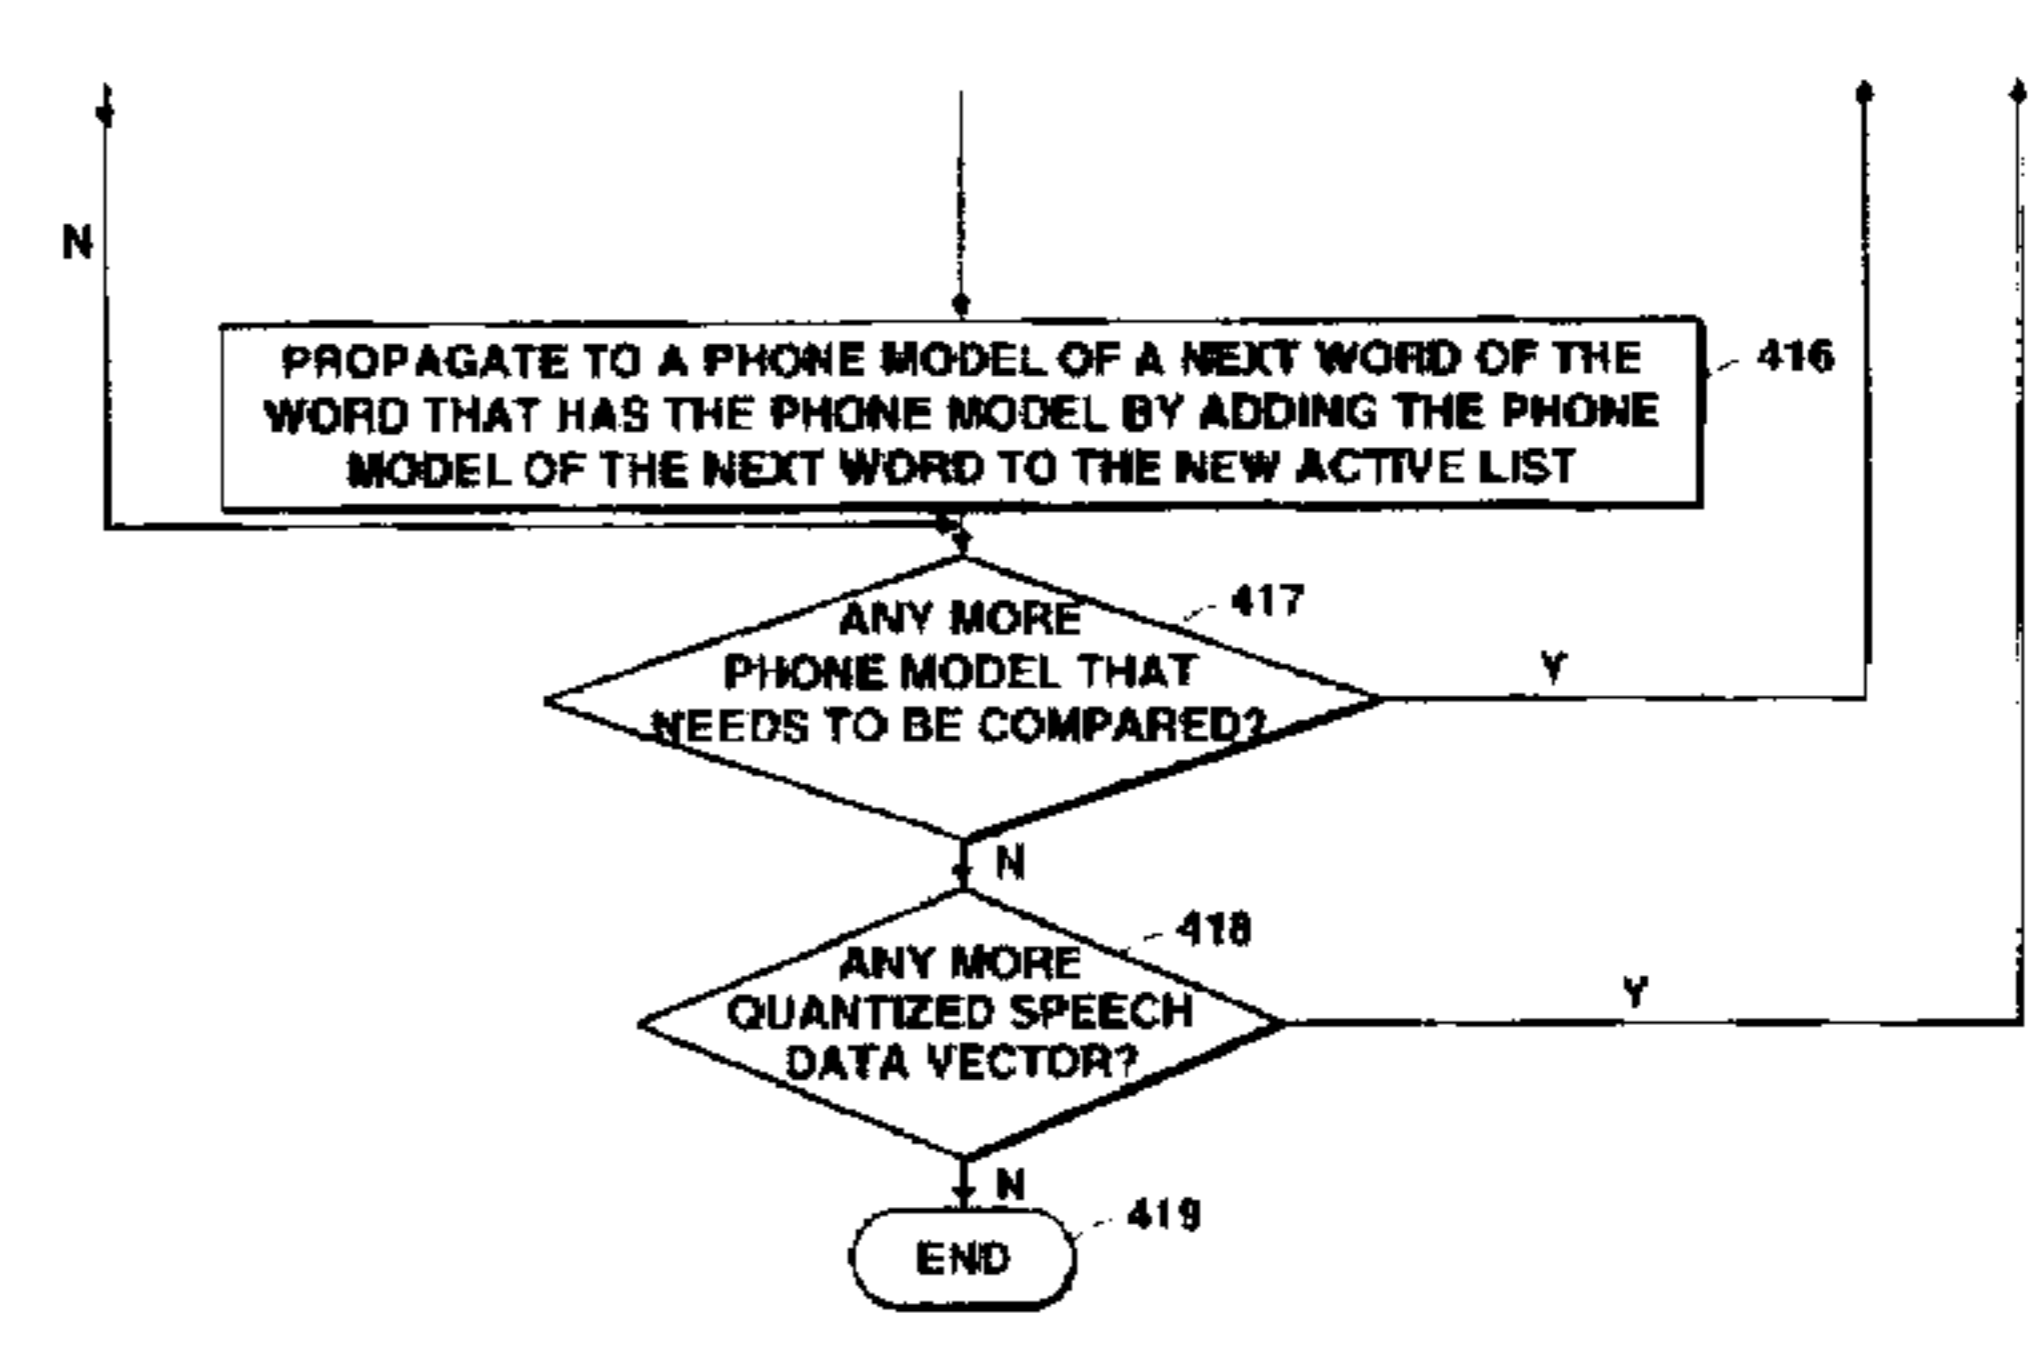 N
PROPAGATE TO A PHONE MODEL OF A NEXT WORD OF THE
WORD THAT HAS THE PHONE MODEL BY ADDING THE PHONE
MODEL OF THE NEXT WORD TO THE NEW ACTIVE LIST
416
ANY MORE
PHONE MODEL THAT
NEEDS TO BE COMPARED?
417
Y
N
ANY MORE
QUANTIZED SPEECH
DATA VECTOR?
418
Y
N
END
419